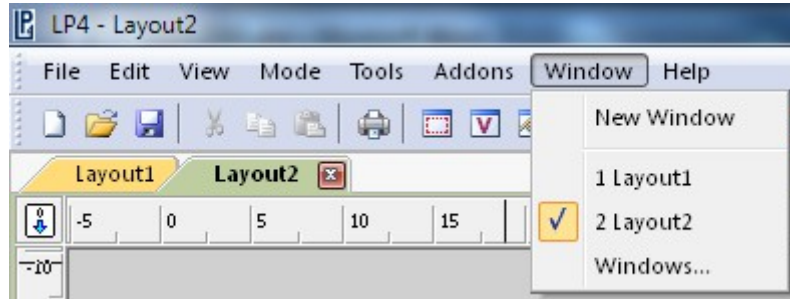 LP4 - Layout2
File Edit View Mode Tools Addons Window Help
V
New Window
Layout1 Layout2
1 Layout1
2 Layout2
Windows...
0
-5 0 5 10 15
-10